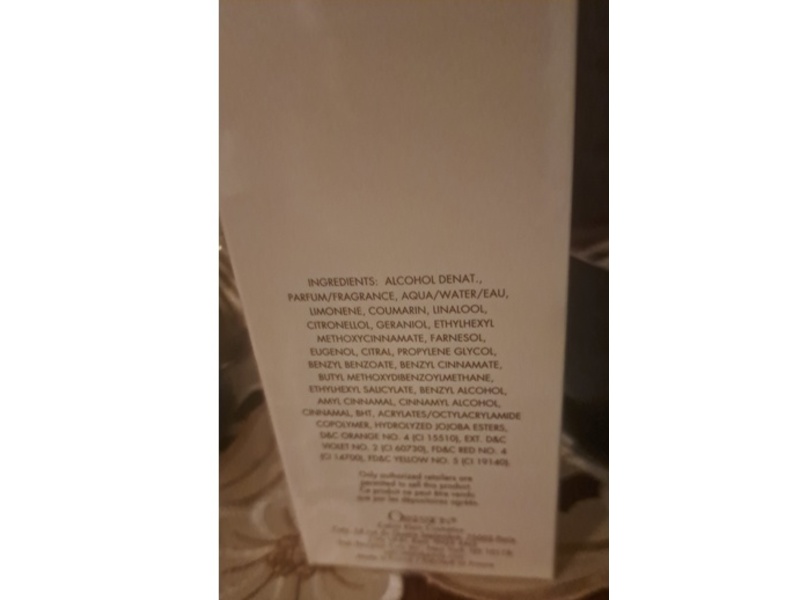 INGREDIENTS: ALCOHOL DENAT.,
PARFUM/FRAGRANCE, AQUA/WATER/EAU,
LIMONENE, COUMARIN, LINALOOL,
CITRONELLOL, GERANIOL, ETHYLHEXYL
METHOXYCINNAMATE, FARNESOL,
EUGENOL, CITRAL, PROPYLENE GLYCOL,
BENZYL BENZOATE, BENZYL CINNAMATE,
BUTYL METHOXYDIBENZOYLMETHANE,
ETHYLHEXYL SALICYLATE, BENZYL ALCOHOL,
AMYL CINNAMAL, CINNAMYL ALCOHOL,
CINNAMAL, BHT, ACRYLATES/OCTYLACRYLAMIDE
COPOLYMER, HYDROLYZED JOJOBA ESTERS,
D&C ORANGE NO. 4 (CI 15510), EXT. D&C
VIOLET NO. 2 (CI 60730), FD&C RED NO. 4
(CI 14700), FD&C YELLOW NO. 5 (CI 19140)
Only authorized retailers are
permitted to sell this product.
Ce produit ne peut être vendu
que par les dépositaires agréés.
Obsession®
Calvin Klein Cosmetics